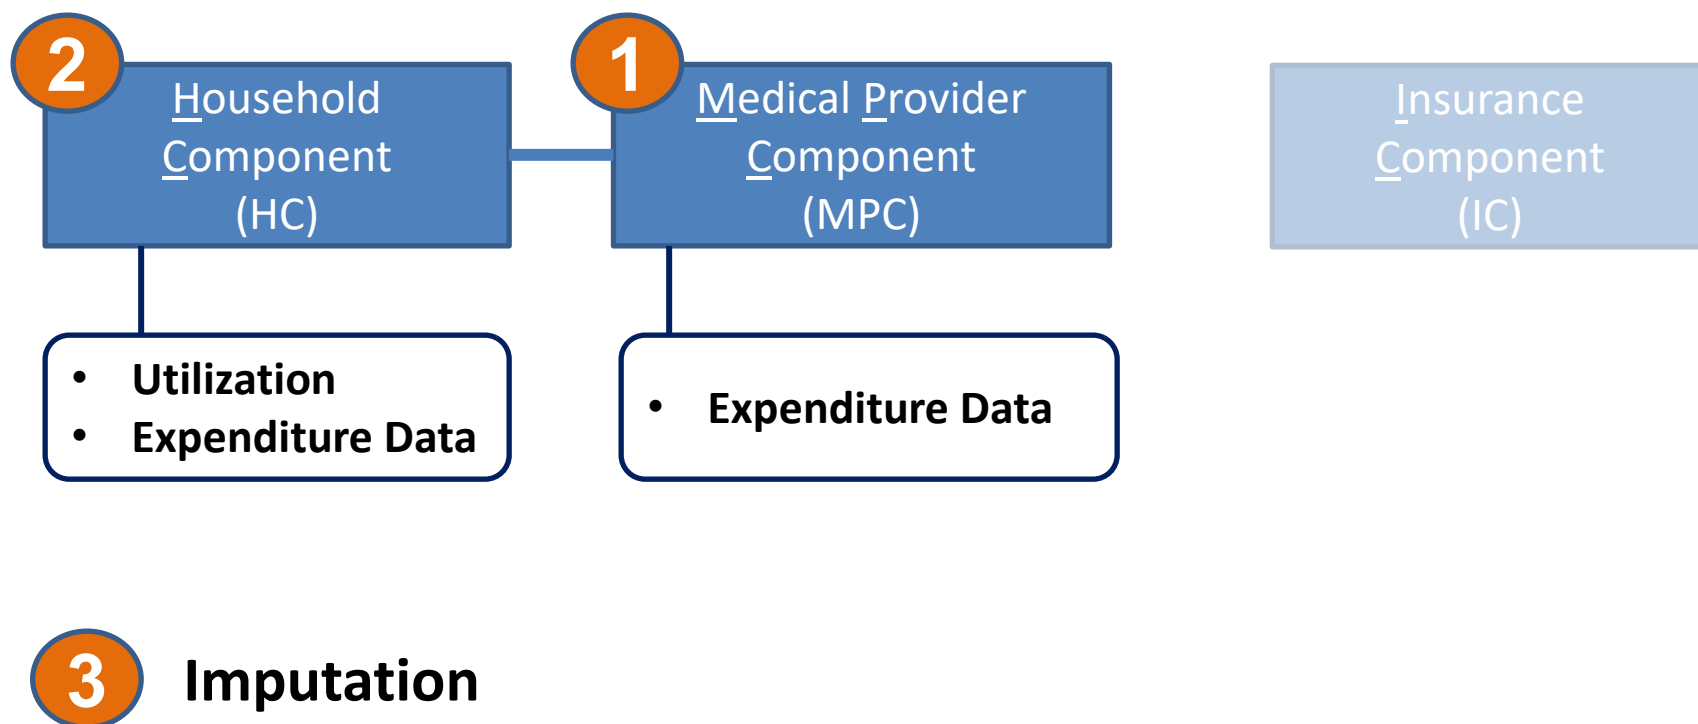 2
Household
Component
(HC)
1
Medical Provider
Component
(MPC)
Insurance
Component
(IC)
• Utilization
• Expenditure Data
• Expenditure Data
3 Imputation